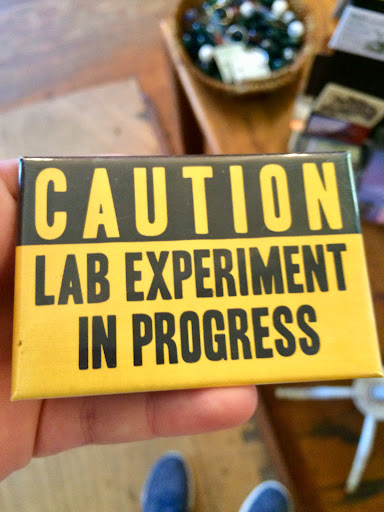 CAUTION
LAB EXPERIMENT
IN PROGRESS